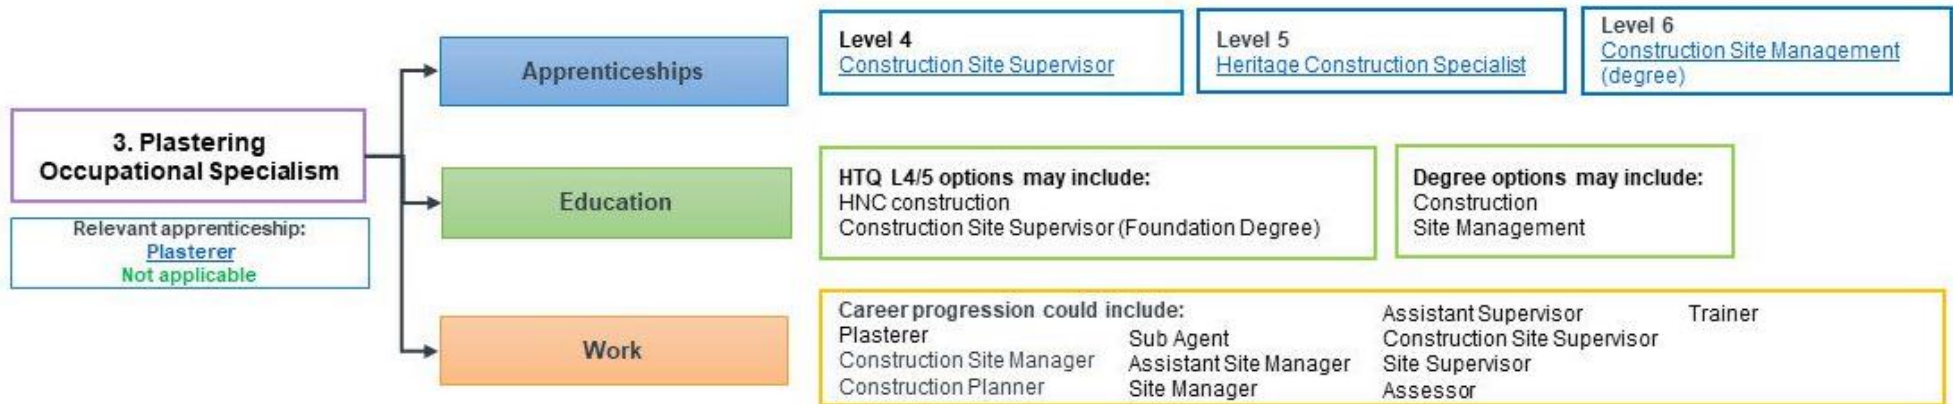 3. Plastering
Occupational Specialism
Relevant apprenticeship:
Plasterer
Not applicable
Apprenticeships
Level 4
Construction Site Supervisor
Level 5
Heritage Construction Specialist
Level 6
Construction Site Management
(degree)
Education
HTQ L4/5 options may include:
HNC construction
Construction Site Supervisor (Foundation Degree)
Degree options may include:
Construction
Site Management
Work
Career progression could include:
Plasterer
Construction Site Manager
Construction Planner
Sub Agent
Assistant Site Manager
Site Manager
Assistant Supervisor
Construction Site Supervisor
Site Supervisor
Assessor
Trainer